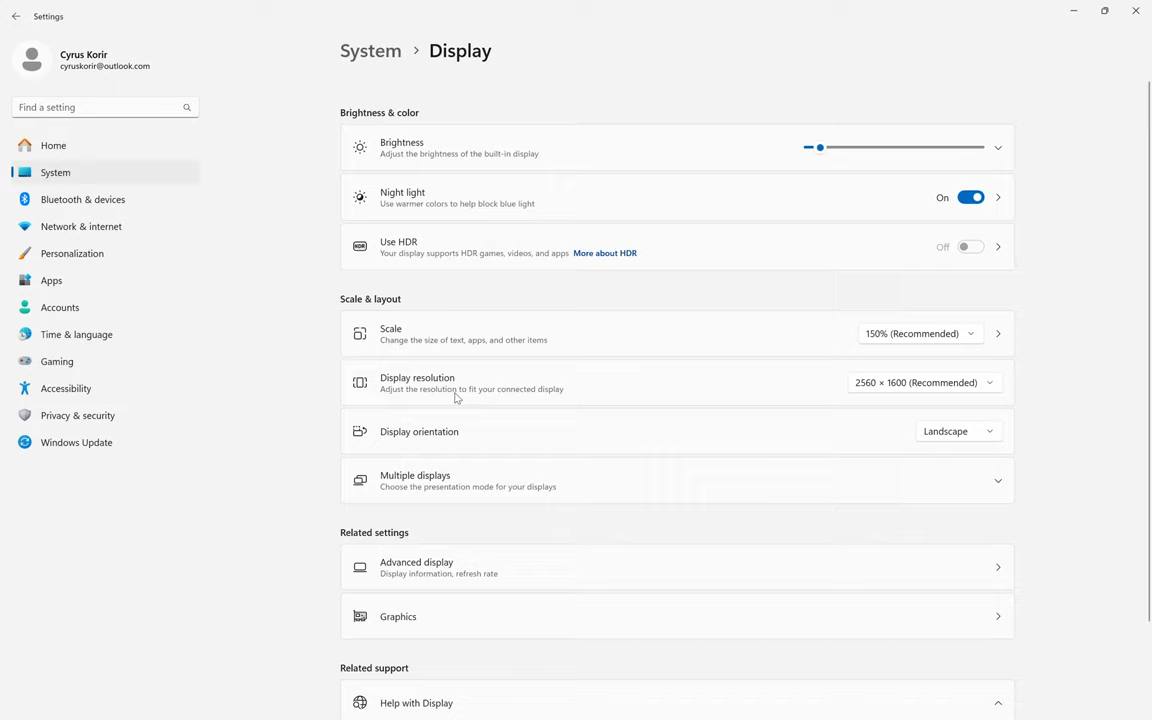 Settings
Cyrus Korir
cyruskorir@outlook.com
Find a setting
Home
System
Bluetooth & devices
Network & internet
Personalization
Apps
Accounts
Time & language
Gaming
Accessibility
Privacy & security
Windows Update
System > Display
Brightness & color
Brightness
Adjust the brightness of the built-in display
Night light
Use warmer colors to help block blue light
On
HDR
Use HDR
Your display supports HDR games, videos, and apps More about HDR
Off
Scale & layout
Scale
Change the size of text, apps, and other items
150% (Recommended)
Display resolution
Adjust the resolution to fit your connected display
2560 × 1600 (Recommended)
Display orientation
Landscape
Multiple displays
Choose the presentation mode for your displays
Related settings
Advanced display
Display information, refresh rate
Graphics
Related support
Help with Display